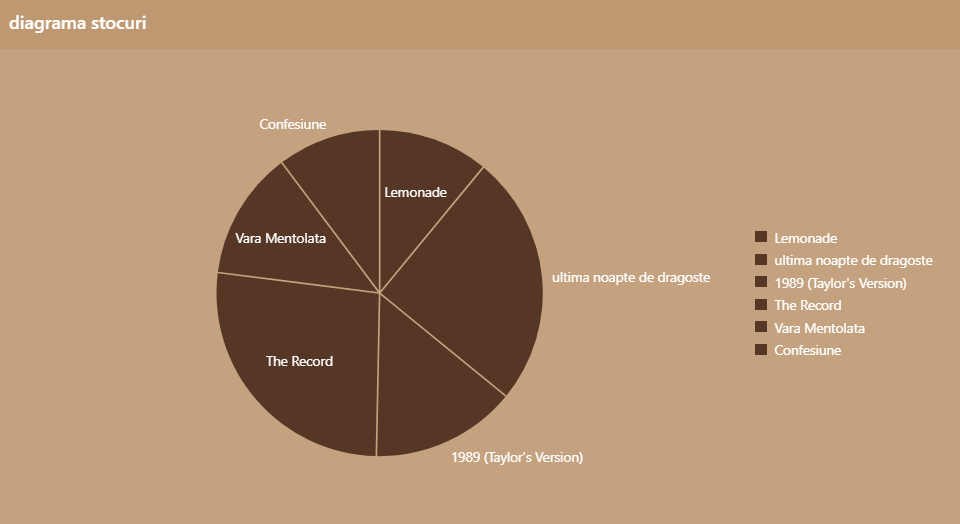 diagrama stocuri
Confesiune
Lemonade
Vara Mentolata
ultima noapte de dragoste
The Record
1989 (Taylor's Version)
Lemonade
ultima noapte de dragoste
1989 (Taylor's Version)
The Record
Vara Mentolata
Confesiune